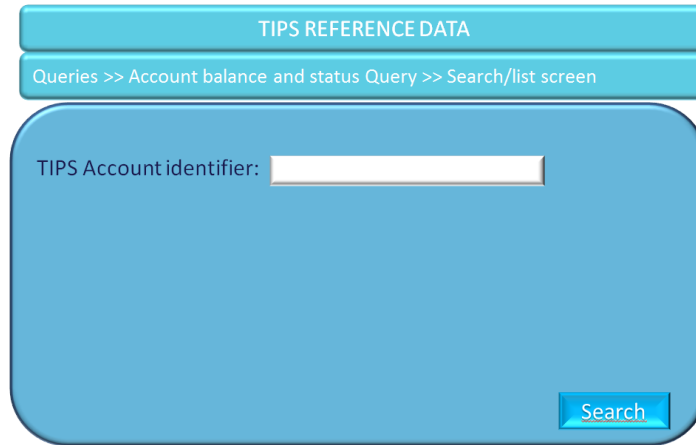 TIPS REFERENCE DATA
Queries >> Account balance and status Query >> Search/list screen
TIPS Account identifier:
Search